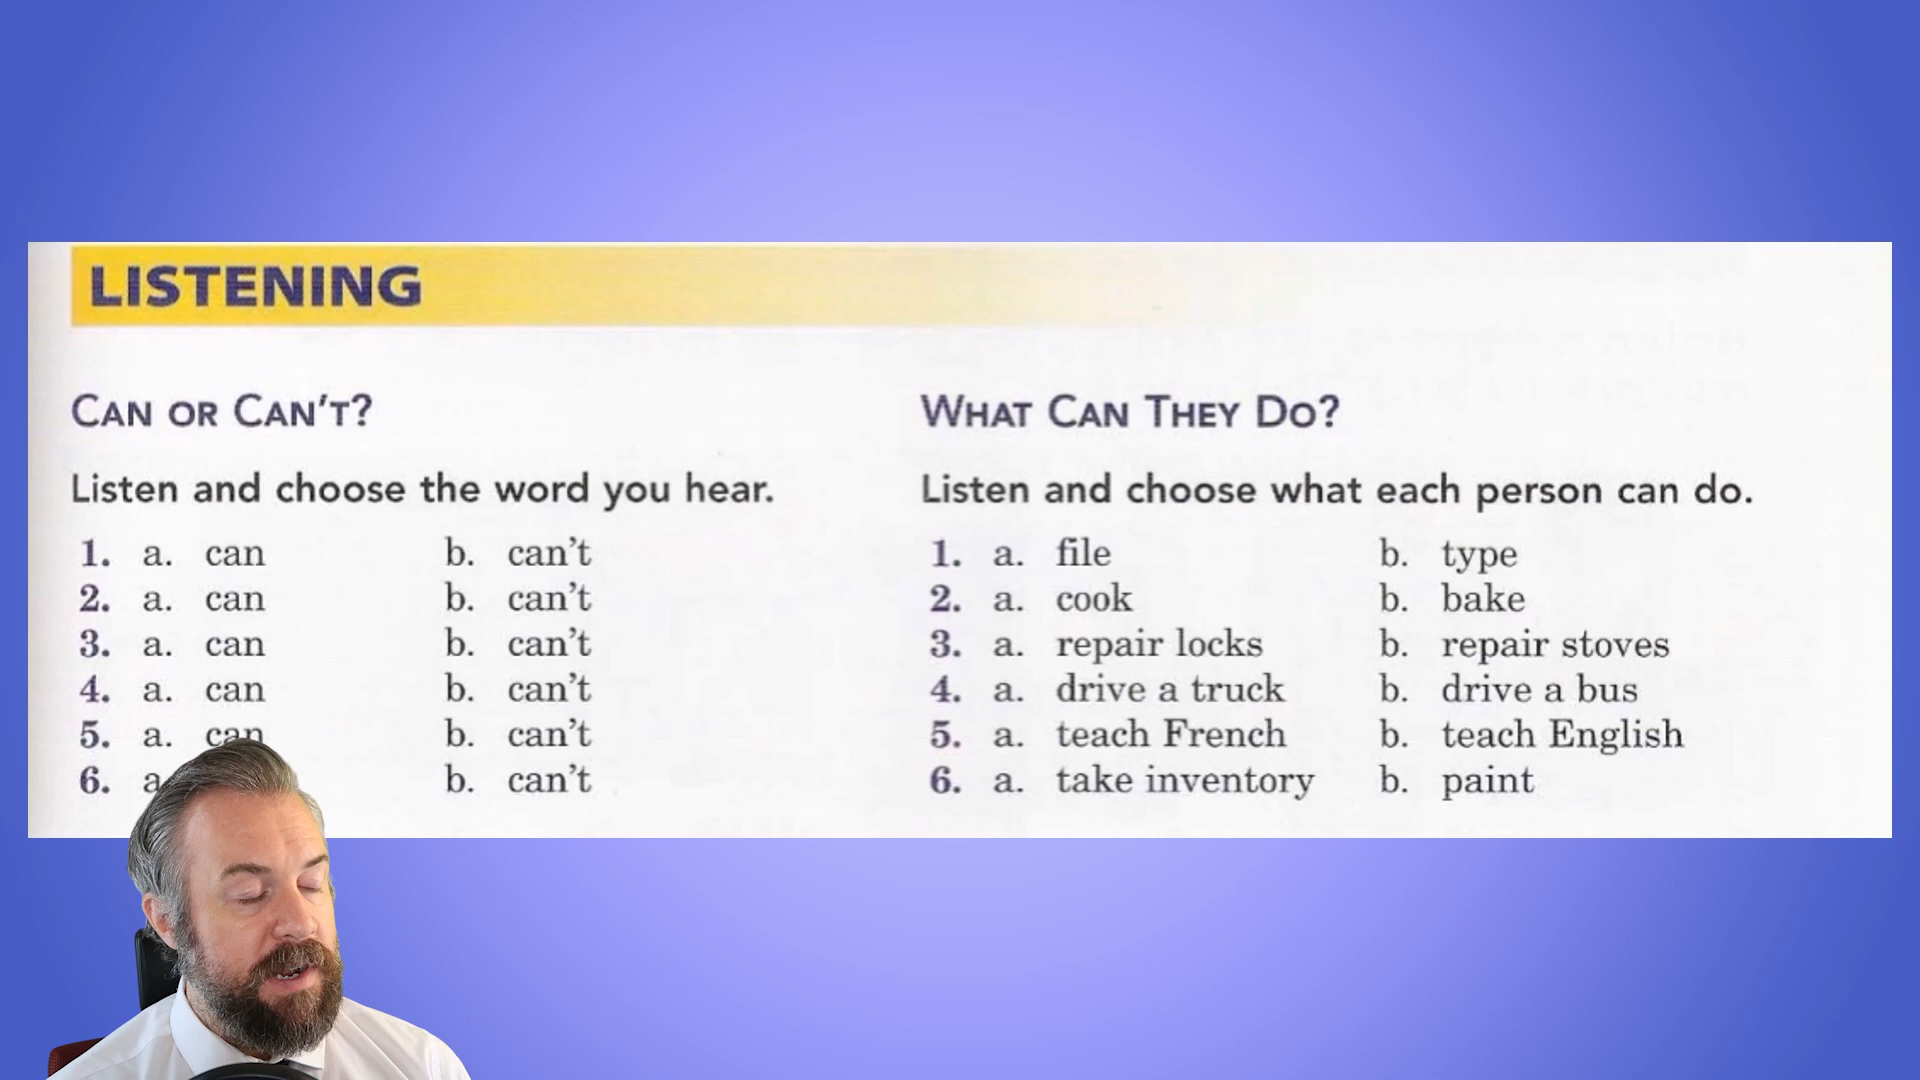 LISTENING
CAN OR CAN'T?
Listen and choose the word you hear.
1. a. can b. can't
2. a. can b. can't
3. a. can b. can't
4. a. can b. can't
5. a. can b. can't
6. a b. can't
WHAT CAN THEY DO?
Listen and choose what each person can do.
1. a. file b. type
2. a. cook b. bake
3. a. repair locks b. repair stoves
4. a. drive a truck b. drive a bus
5. a. teach French b. teach English
6. a. take inventory b. paint